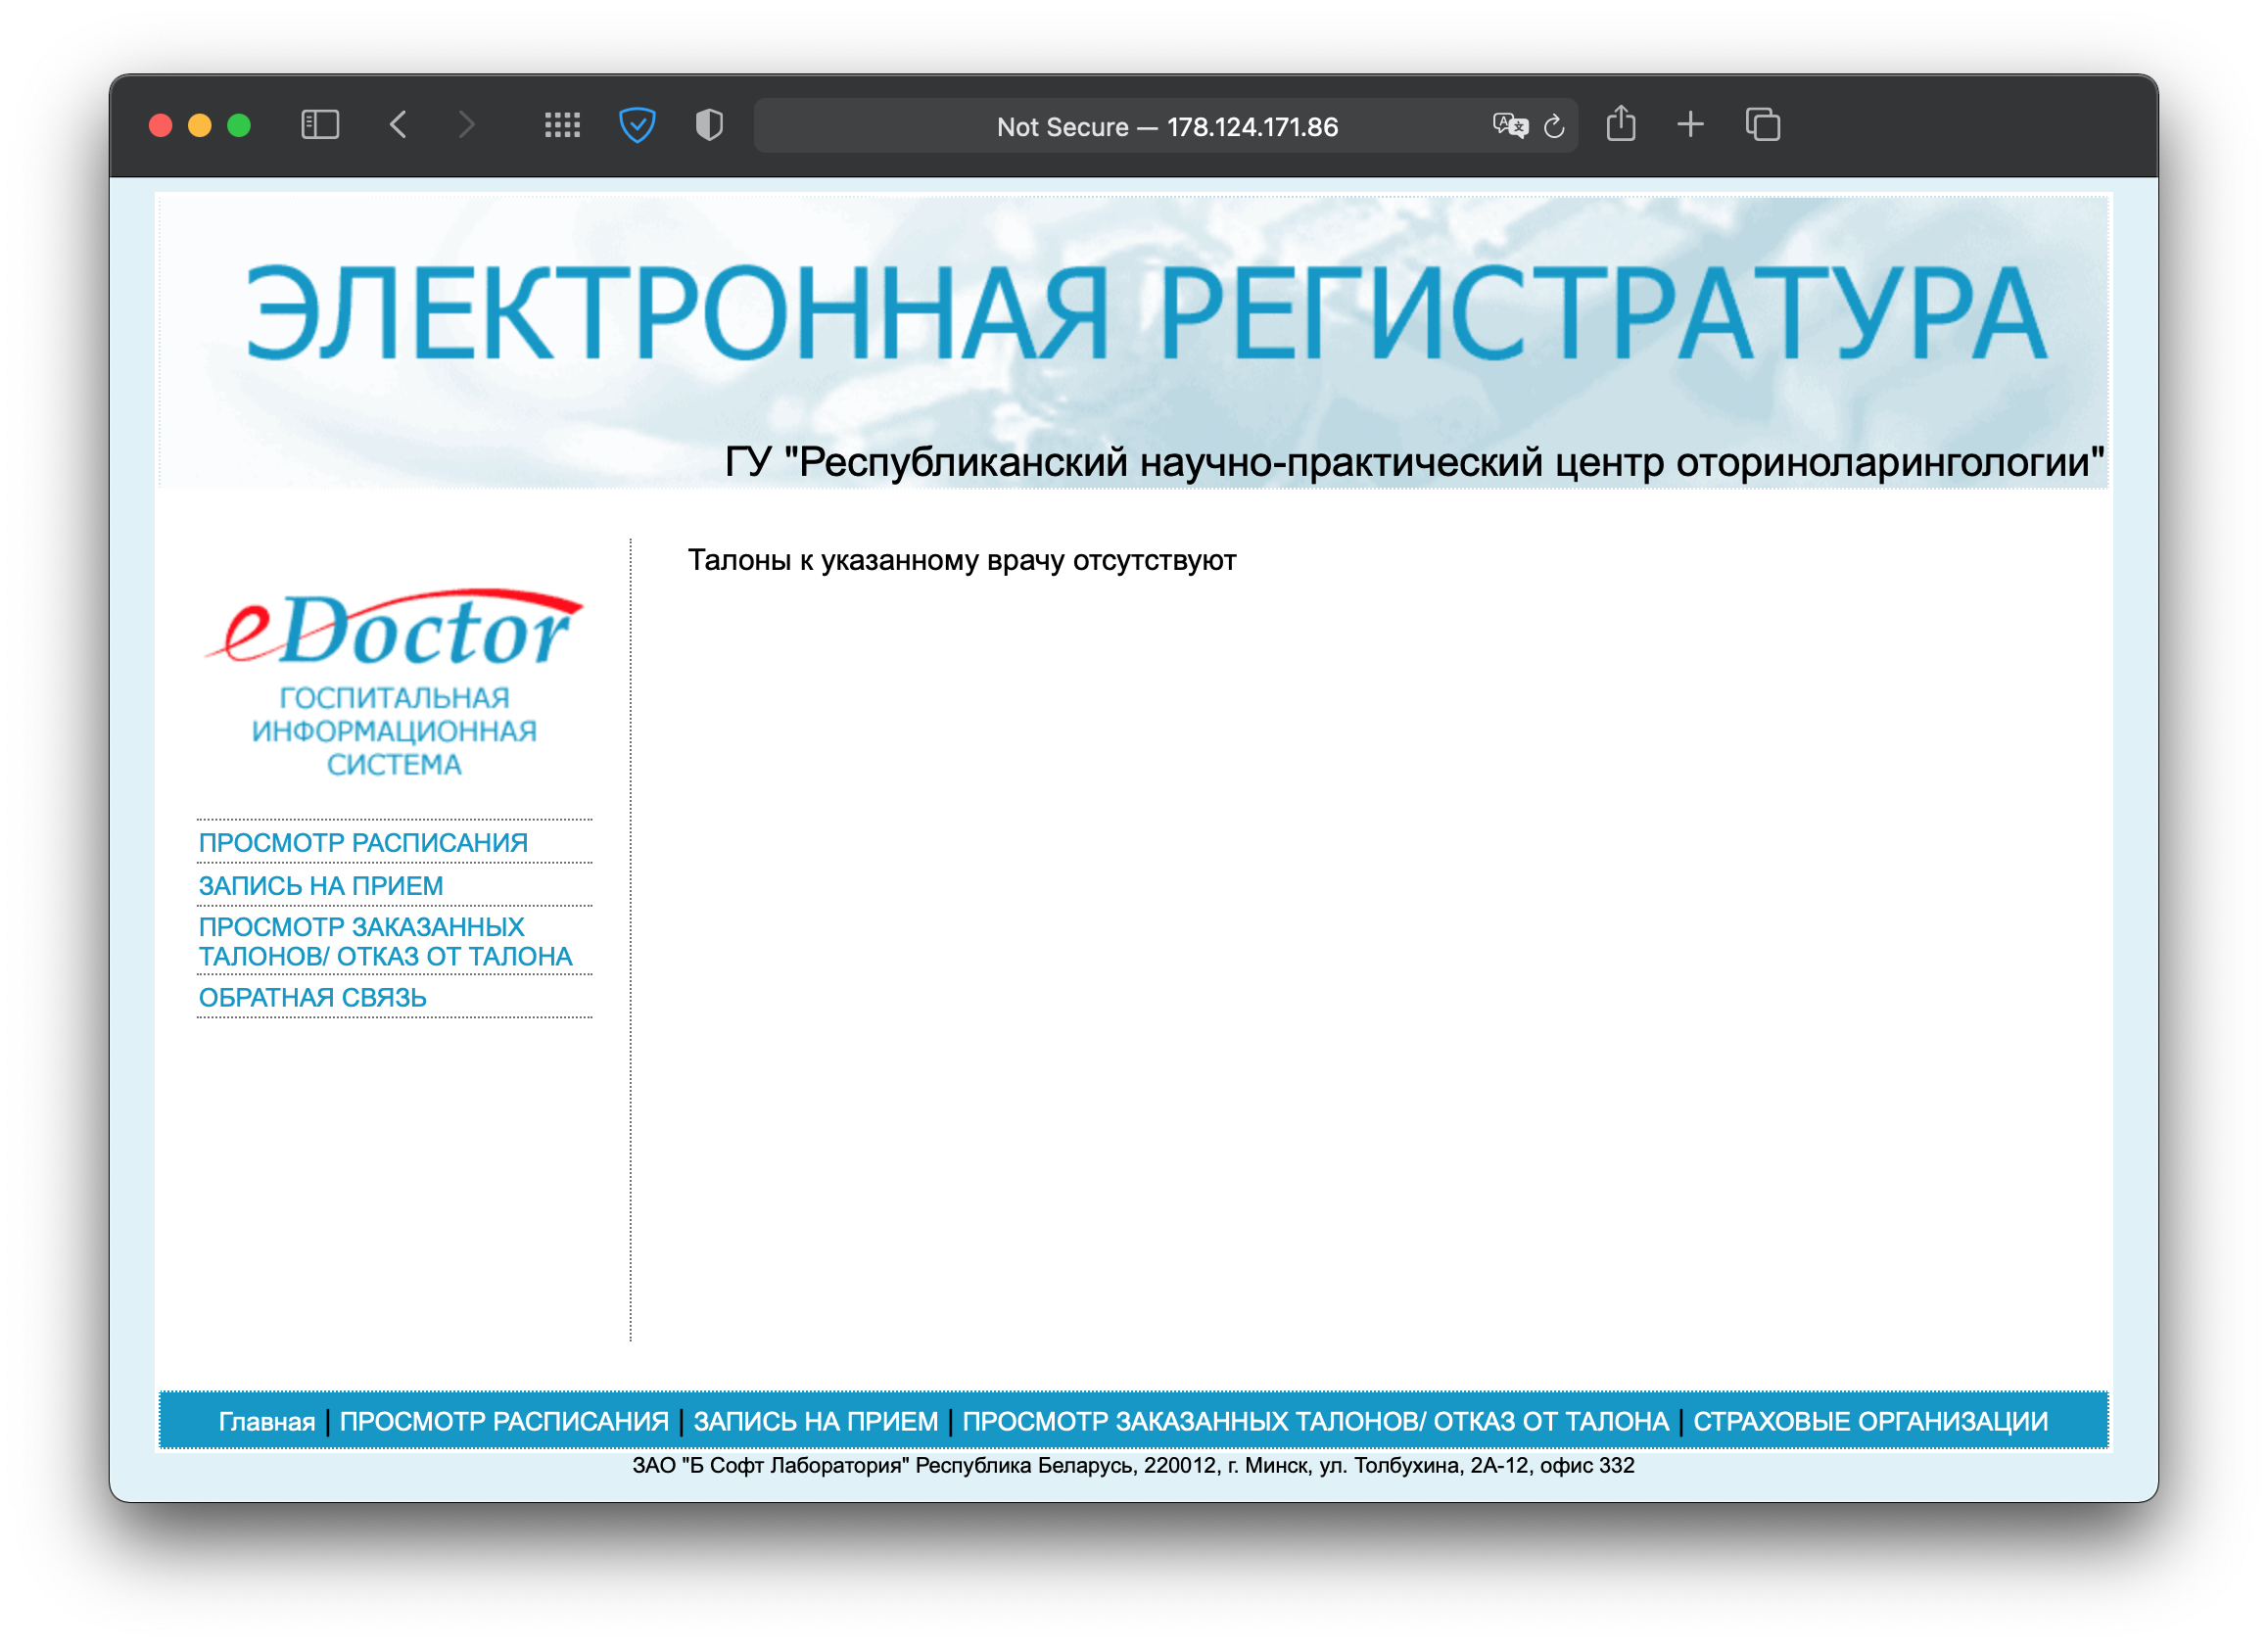 Not Secure — 178.124.171.86
ЭЛЕКТРОННАЯ РЕГИСТРАТУРА
ГУ "Республиканский научно-практический центр оториноларингологии"
eDoctor
ГОСПИТАЛЬНАЯ
ИНФОРМАЦИОННАЯ
СИСТЕМА
ПРОСМОТР РАСПИСАНИЯ
ЗАПИСЬ НА ПРИЕМ
ПРОСМОТР ЗАКАЗАННЫХ
ТАЛОНОВ/ ОТКАЗ ОТ ТАЛОНА
ОБРАТНАЯ СВЯЗЬ
Талоны к указанному врачу отсутствуют
Главная | ПРОСМОТР РАСПИСАНИЯ | ЗАПИСЬ НА ПРИЕМ | ПРОСМОТР ЗАКАЗАННЫХ ТАЛОНОВ/ ОТКАЗ ОТ ТАЛОНА | СТРАХОВЫЕ ОРГАНИЗАЦИИ
ЗАО "Б Софт Лаборатория" Республика Беларусь, 220012, г. Минск, ул. Толбухина, 2А-12, офис 332